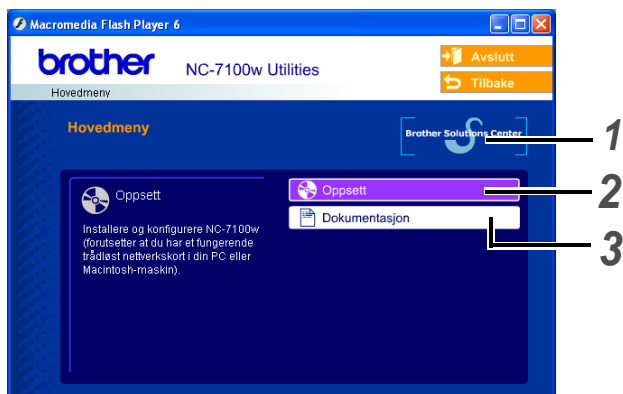 Macromedia Flash Player 6
brother
NC-7100w Utilities
Avslutt
Tilbake
Hovedmeny
Hovedmeny
Brother Solutions Center
1
Oppsett
Installere og konfigurere NC-7100w
(forutsetter at du har et fungerende
trådløst nettverkskort i din PC eller
Macintosh-maskin).
Oppsett
2
Dokumentasjon
3